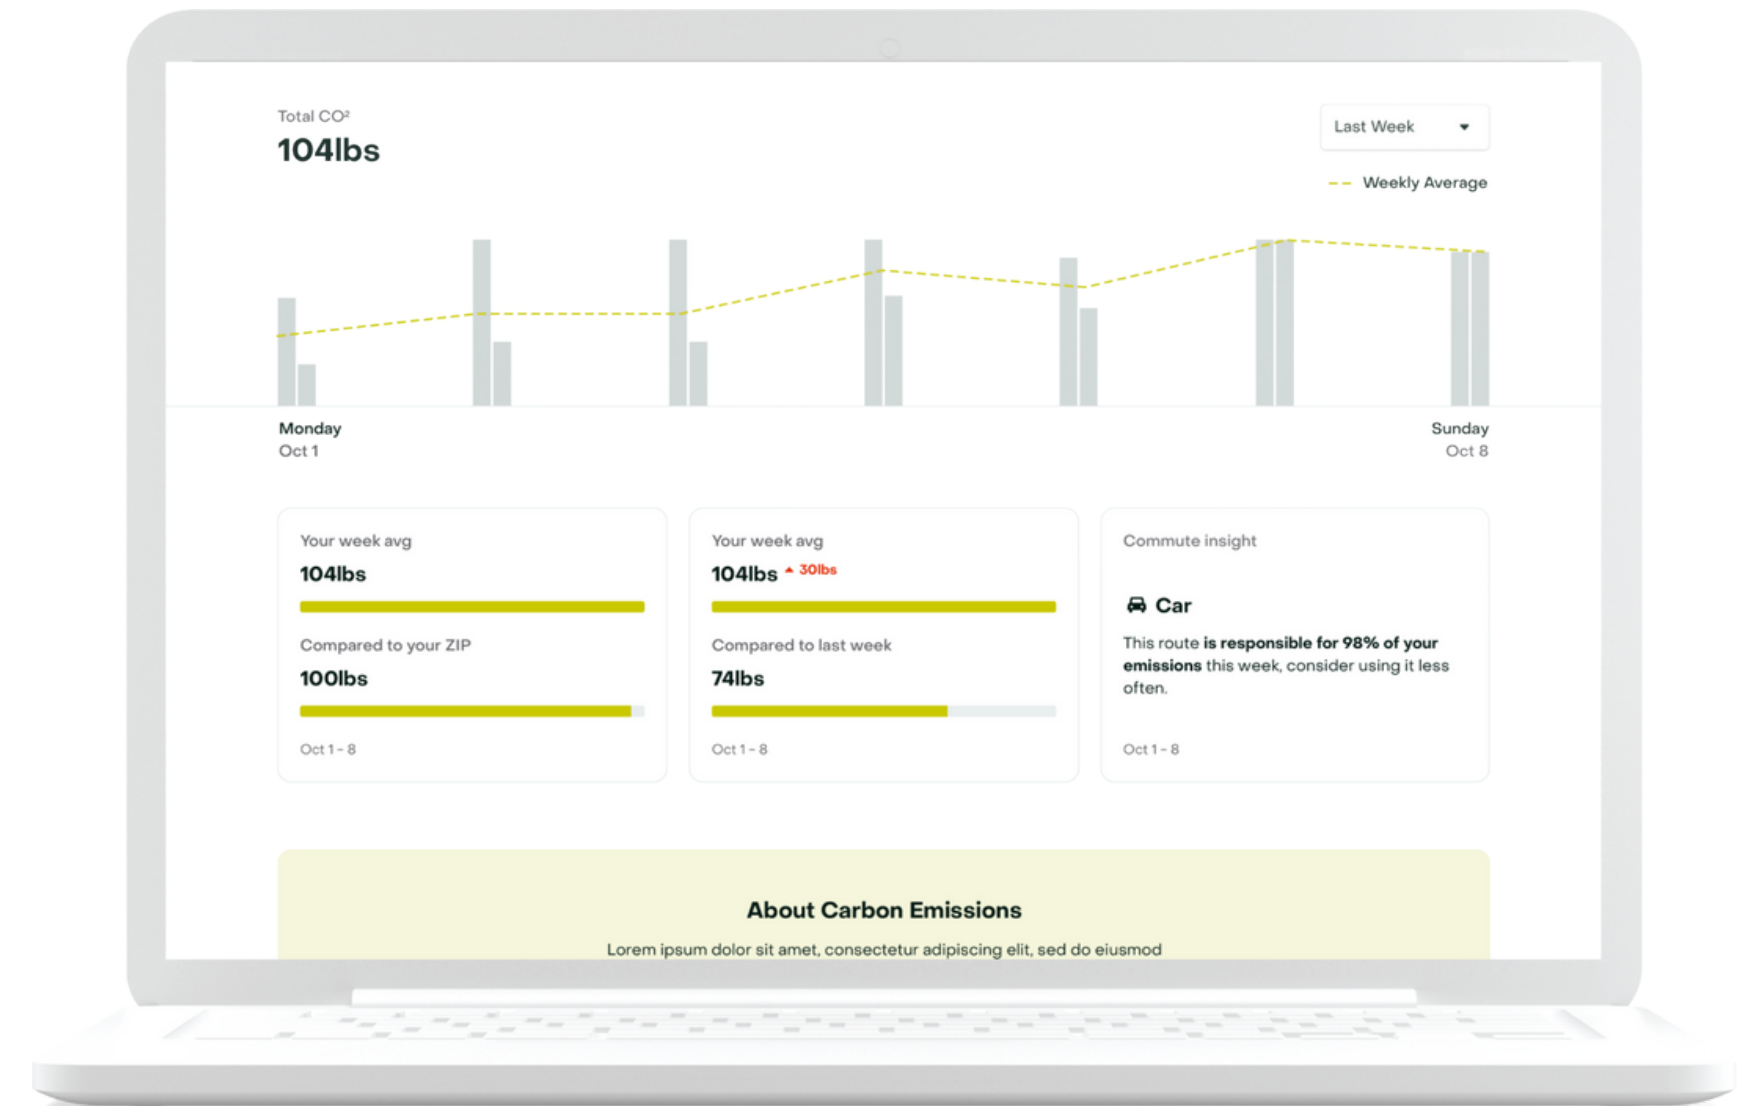 Total CO²
104lbs
Last Week
Weekly Average
Monday
Oct 1
Sunday
Oct 8
Your week avg
104lbs
Compared to your ZIP
100lbs
Oct 1 - 8
Your week avg
104lbs 30lbs
Compared to last week
74lbs
Oct 1 - 8
Commute insight
Car
This route is responsible for 98% of your
emissions this week, consider using it less
often.
Oct 1 - 8
About Carbon Emissions
Lorem ipsum dolor sit amet, consectetur adipiscing elit, sed do eiusmod